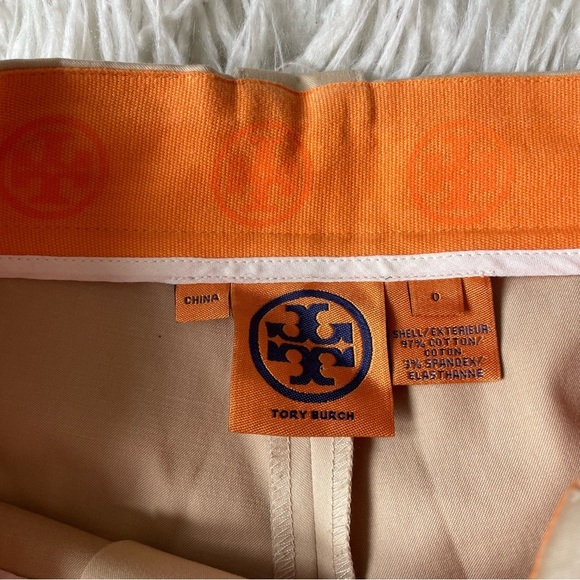 CHINA
TORY BURCH
0
SHELL/EXTERIEUR:
97% COTTON/
COTON
3% SPANDEX/
ELASTHANNE